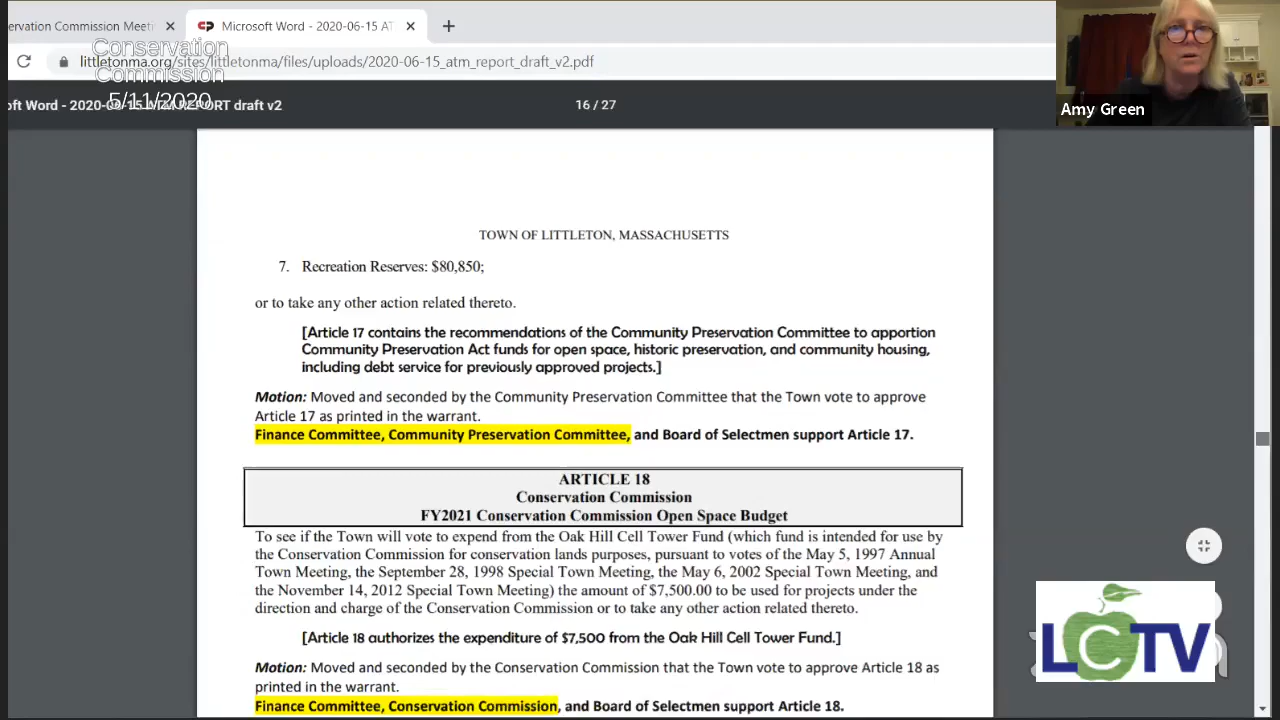 ervation Commission Meeti
Microsoft Word - 2020-06-15 AT
littletonma.org/sites/littletonma/files/uploads/2020-06-15_atm_report_draft_v2.pdf
Conservation
Commission
5/11/2020
oft Word - 2020-06-15 ATM REPORT draft v2
16 / 27
Amy Green
TOWN OF LITTLETON, MASSACHUSETTS
7. Recreation Reserves: $80,850;
or to take any other action related thereto.
[Article 17 contains the recommendations of the Community Preservation Committee to apportion
Community Preservation Act funds for open space, historic preservation, and community housing,
including debt service for previously approved projects.]
Motion: Moved and seconded by the Community Preservation Committee that the Town vote to approve
Article 17 as printed in the warrant.
Finance Committee, Community Preservation Committee, and Board of Selectmen support Article 17.
ARTICLE 18
Conservation Commission
FY2021 Conservation Commission Open Space Budget
To see if the Town will vote to expend from the Oak Hill Cell Tower Fund (which fund is intended for use by
the Conservation Commission for conservation lands purposes, pursuant to votes of the May 5, 1997 Annual
Town Meeting, the September 28, 1998 Special Town Meeting, the May 6, 2002 Special Town Meeting, and
the November 14, 2012 Special Town Meeting) the amount of $7,500.00 to be used for projects under the
direction and charge of the Conservation Commission or to take any other action related thereto.
[Article 18 authorizes the expenditure of $7,500 from the Oak Hill Cell Tower Fund.]
Motion: Moved and seconded by the Conservation Commission that the Town vote to approve Article 18 as
printed in the warrant.
Finance Committee, Conservation Commission, and Board of Selectmen support Article 18.
LCTV